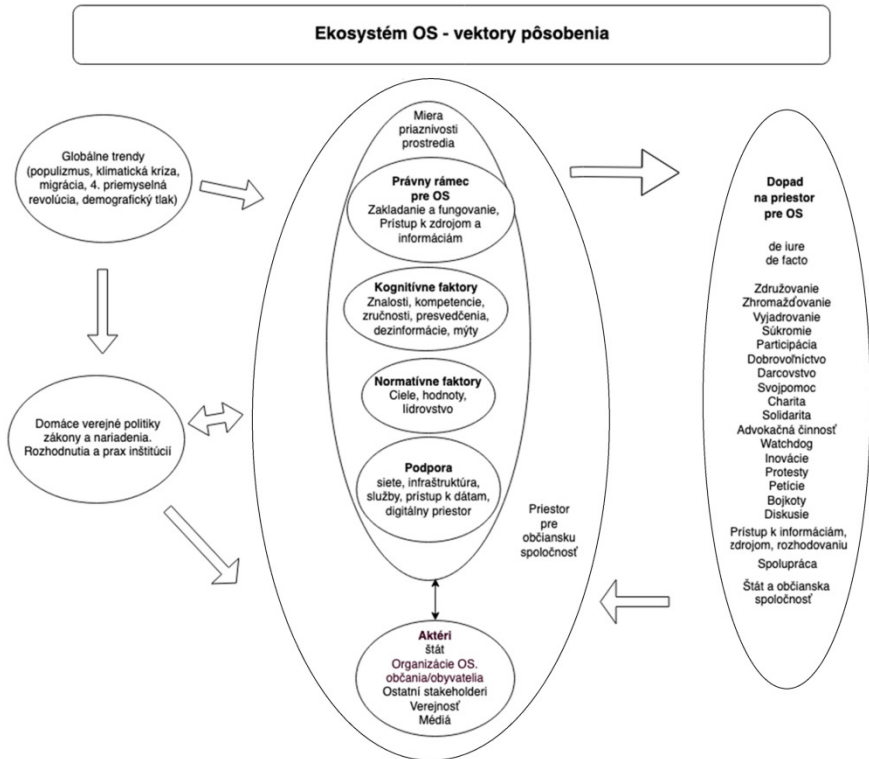 Ekosystém OS - vektory pôsobenia
Globálne trendy
(populizmus, klimatická kríza,
migrácia, 4. priemyselná
revolúcia, demografický tlak)
Domáce verejné politiky
zákony a nariadenia.
Rozhodnutia a prax inštitúcií
Miera
priaznivosti
prostredia
Právny rámec
pre OS
Zakladanie a fungovanie,
Prístup k zdrojom a
informáciám
Kognitívne faktory
Znalosti, kompetencie,
zručnosti, presvedčenia,
dezinformácie, mýty
Normatívne faktory
Ciele, hodnoty,
lídrovstvo
Podpora
siete, infraštruktúra,
služby, prístup k dátam,
digitálny priestor
Priestor
pre
občiansku
spoločnosť
Aktéri
štát
Organizácie OS.
občania/obyvatelia
Ostatní stakeholderi
Verejnosť
Médiá
Dopad
na priestor
pre OS
de iure
de facto
Združovanie
Zhromažďovanie
Vyjadrovanie
Súkromie
Participácia
Dobrovoľníctvo
Darcovstvo
Svojpomoc
Charita
Solidarita
Advokačná činnosť
Watchdog
Inovácie
Protesty
Petície
Bojkoty
Diskusie
Prístup k informáciám,
zdrojom, rozhodovaniu
Spolupráca
Štát a občianska
spoločnosť